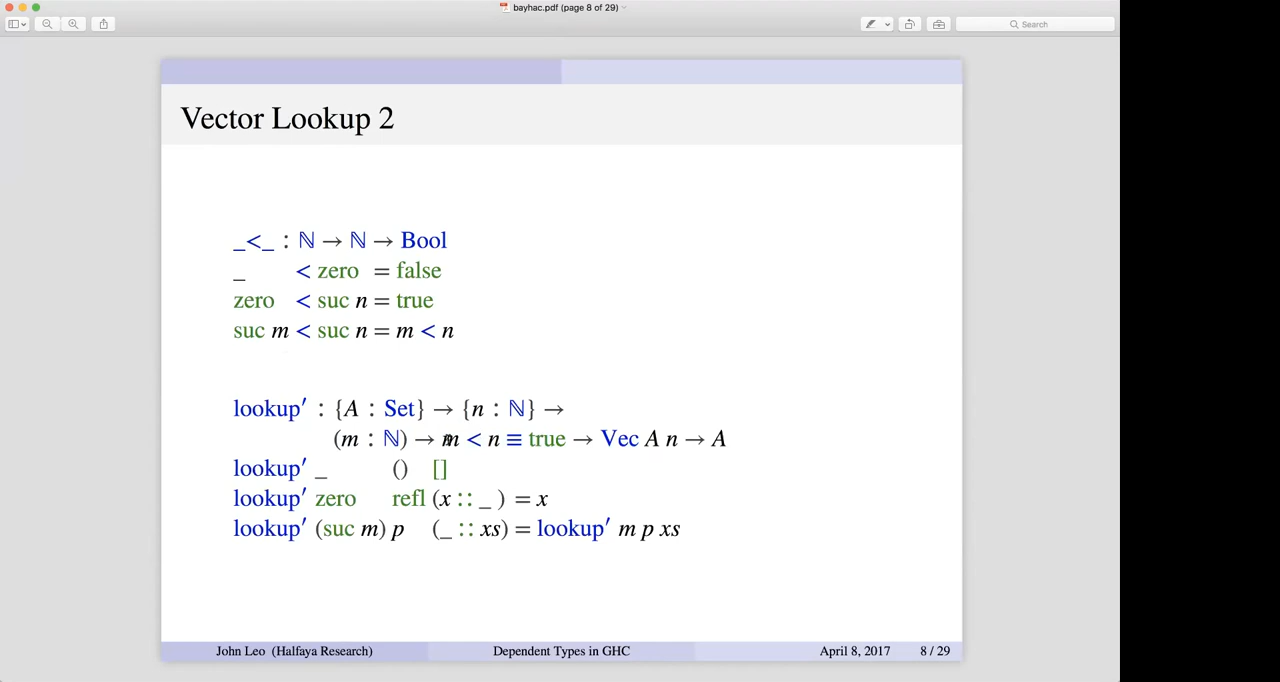 bayhac.pdf (page 8 of 29)
Search
Vector Lookup 2
_<_ : ℕ → ℕ → Bool
_ < zero = false
zero < suc n = true
suc m < suc n = m < n
lookup′ : {A : Set} → {n : ℕ} →
(m : ℕ) → m < n ≡ true → Vec A n → A
lookup′ _ () []
lookup′ zero refl (x :: _ ) = x
lookup′ (suc m) p (_ :: xs) = lookup′ m p xs
John Leo (Halfaya Research) Dependent Types in GHC April 8, 2017 8 / 29